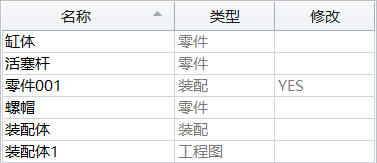 名称 类型 修改
缸体 零件
活塞杆 零件
零件001 装配 YES
螺帽 零件
装配体 装配
装配体1 工程图